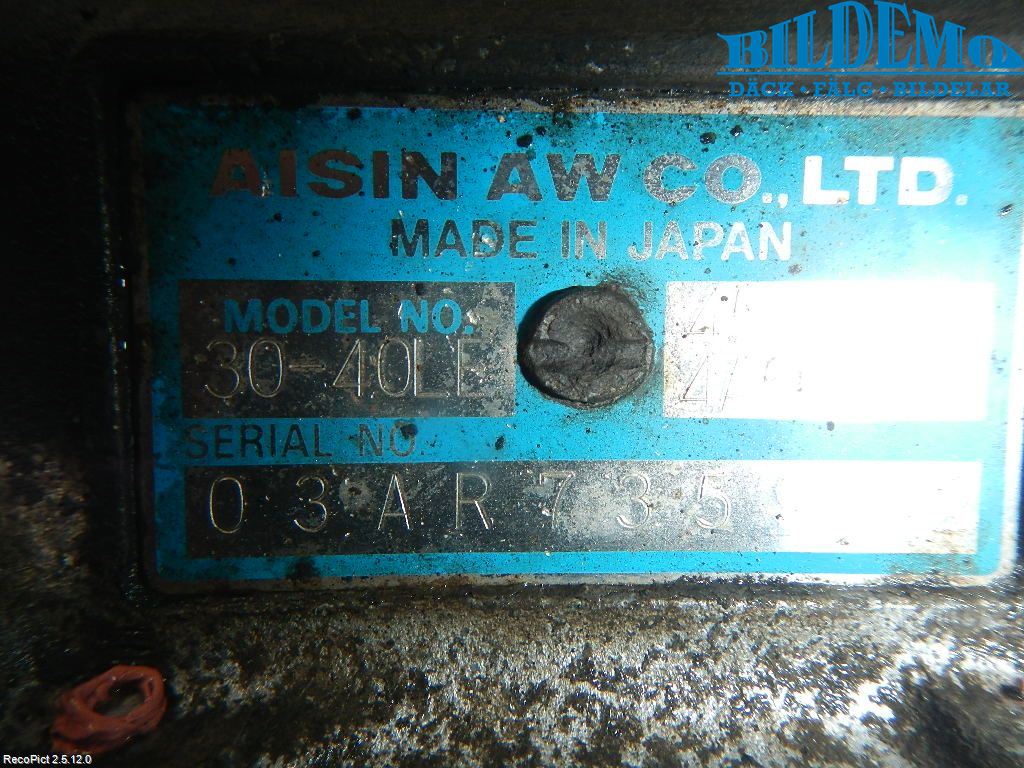 BILDEMO
DÄCK • FÄLG • BILDELAR
AISIN AW CO., LTD.
MADE IN JAPAN
MODEL NO.
30-40LE
SERIAL NO.
03AR735
RecoPict 2.5.12.0